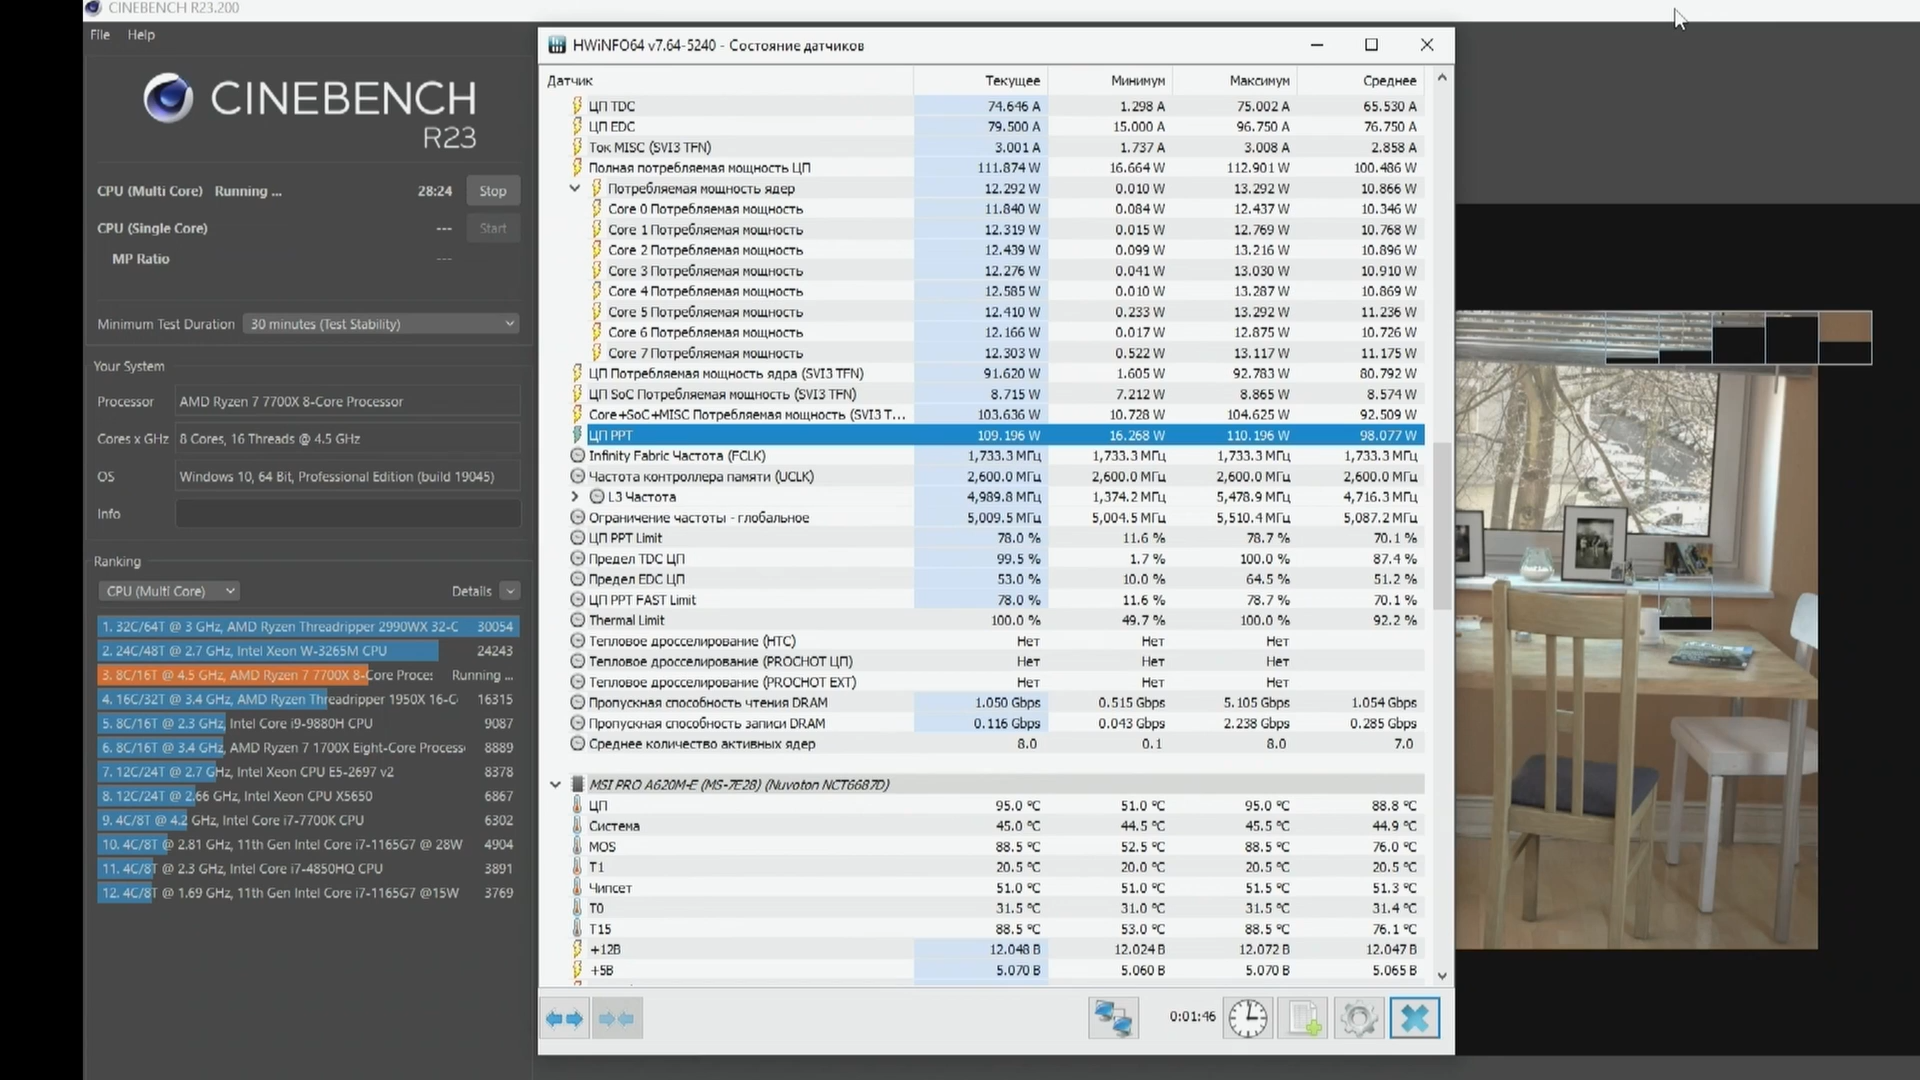 CINEBENCH R23.200
File Help
CINEBENCH
R23
CPU (Multi Core) Running ... 28:24 Stop
CPU (Single Core) --- Start
MP Ratio ---
Minimum Test Duration 30 minutes (Test Stability)
Your System
Processor AMD Ryzen 7 7700X 8-Core Processor
Cores x GHz 8 Cores, 16 Threads @ 4.5 GHz
OS Windows 10, 64 Bit, Professional Edition (build 19045)
Info
Ranking
CPU (Multi Core) Details
1. 32C/64T @ 3 GHz, AMD Ryzen Threadripper 2990WX 32-C 30054
2. 24C/48T @ 2.7 GHz, Intel Xeon W-3265M CPU 24243
3. 8C/16T @ 4.5 GHz, AMD Ryzen 7 7700X 8-Core Proces: Running ...
4. 16C/32T @ 3.4 GHz, AMD Ryzen Threadripper 1950X 16-C 16315
5. 8C/16T @ 2.3 GHz, Intel Core i9-9880H CPU 9087
6. 8C/16T @ 3.4 GHz, AMD Ryzen 7 1700X Eight-Core Process 8889
7. 12C/24T @ 2.7 GHz, Intel Xeon CPU E5-2697 v2 8378
8. 12C/24T @ 2.66 GHz, Intel Xeon CPU X5650 6867
9. 4C/8T @ 4.2 GHz, Intel Core i7-7700K CPU 6302
10. 4C/8T @ 2.81 GHz, 11th Gen Intel Core i7-1165G7 @ 28W 4904
11. 4C/8T @ 2.3 GHz, Intel Core i7-4850HQ CPU 3891
12. 4C/8T @ 1.69 GHz, 11th Gen Intel Core i7-1165G7 @15W 3769
HWiNFO64 v7.64-5240 - Состояние датчиков
Датчик Текущее Минимум Максимум Среднее
ЦП TDC 74.646 A 1.298 A 75.002 A 65.530 A
ЦП EDC 79.500 A 15.000 A 96.750 A 76.750 A
Ток MISC (SVI3 TFN) 3.001 A 1.737 A 3.008 A 2.858 A
Полная потребляемая мощность ЦП 111.874 W 16.664 W 112.901 W 100.486 W
Потребляемая мощность ядер 12.292 W 0.010 W 13.292 W 10.866 W
Core 0 Потребляемая мощность 11.840 W 0.084 W 12.437 W 10.346 W
Core 1 Потребляемая мощность 12.319 W 0.015 W 12.769 W 10.768 W
Core 2 Потребляемая мощность 12.439 W 0.099 W 13.216 W 10.896 W
Core 3 Потребляемая мощность 12.276 W 0.041 W 13.030 W 10.910 W
Core 4 Потребляемая мощность 12.585 W 0.010 W 13.287 W 10.869 W
Core 5 Потребляемая мощность 12.410 W 0.233 W 13.292 W 11.236 W
Core 6 Потребляемая мощность 12.166 W 0.017 W 12.875 W 10.726 W
Core 7 Потребляемая мощность 12.303 W 0.522 W 13.117 W 11.175 W
ЦП Потребляемая мощность ядра (SVI3 TFN) 91.620 W 1.605 W 92.783 W 80.792 W
ЦП SoC Потребляемая мощность (SVI3 TFN) 8.715 W 7.212 W 8.865 W 8.574 W
Core+SoC+MISC Потребляемая мощность (SVI3 T... 103.636 W 10.728 W 104.625 W 92.509 W
ЦП PPT 109.196 W 16.268 W 110.196 W 98.077 W
Infinity Fabric Частота (FCLK) 1,733.3 МГц 1,733.3 МГц 1,733.3 МГц 1,733.3 МГц
Частота контроллера памяти (UCLK) 2,600.0 МГц 2,600.0 МГц 2,600.0 МГц 2,600.0 МГц
L3 Частота 4,989.8 МГц 1,374.2 МГц 5,478.9 МГц 4,716.3 МГц
Ограничение частоты - глобальное 5,009.5 МГц 5,004.5 МГц 5,510.4 МГц 5,087.2 МГц
ЦП PPT Limit 78.0 % 11.6 % 78.7 % 70.1 %
Предел TDC ЦП 99.5 % 1.7 % 100.0 % 87.4 %
Предел EDC ЦП 53.0 % 10.0 % 64.5 % 51.2 %
ЦП PPT FAST Limit 78.0 % 11.6 % 78.7 % 70.1 %
Thermal Limit 100.0 % 49.7 % 100.0 % 92.2 %
Тепловое дросселирование (HTC) Нет Нет Нет
Тепловое дросселирование (PROCHOT ЦП) Нет Нет Нет
Тепловое дросселирование (PROCHOT EXT) Нет Нет Нет
Пропускная способность чтения DRAM 1.050 Gbps 0.515 Gbps 5.105 Gbps 1.054 Gbps
Пропускная способность записи DRAM 0.116 Gbps 0.043 Gbps 2.238 Gbps 0.285 Gbps
Среднее количество активных ядер 8.0 0.1 8.0 7.0
MSI PRO A620M-E (MS-7E28) (Nuvoton NCT6687D)
ЦП 95.0 °C 51.0 °C 95.0 °C 88.8 °C
Система 45.0 °C 44.5 °C 45.5 °C 44.9 °C
MOS 88.5 °C 52.5 °C 88.5 °C 76.0 °C
T1 20.5 °C 20.0 °C 20.5 °C 20.5 °C
Чипсет 51.0 °C 51.0 °C 51.5 °C 51.3 °C
T0 31.5 °C 31.0 °C 31.5 °C 31.4 °C
T15 88.5 °C 53.0 °C 88.5 °C 76.1 °C
+12В 12.048 В 12.024 В 12.072 В 12.047 В
+5В 5.070 В 5.060 В 5.070 В 5.065 В
0:01:46